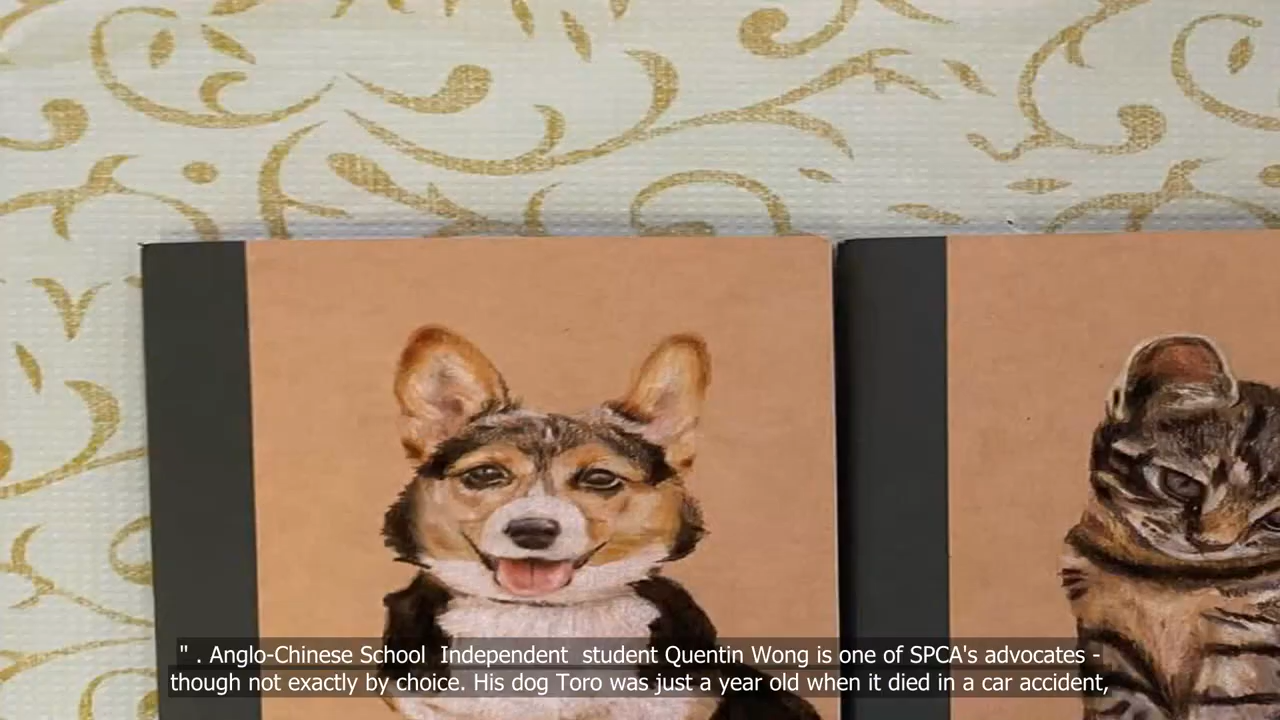 " . Anglo-Chinese School  Independent  student Quentin Wong is one of SPCA's advocates -
though not exactly by choice. His dog Toro was just a year old when it died in a car accident,